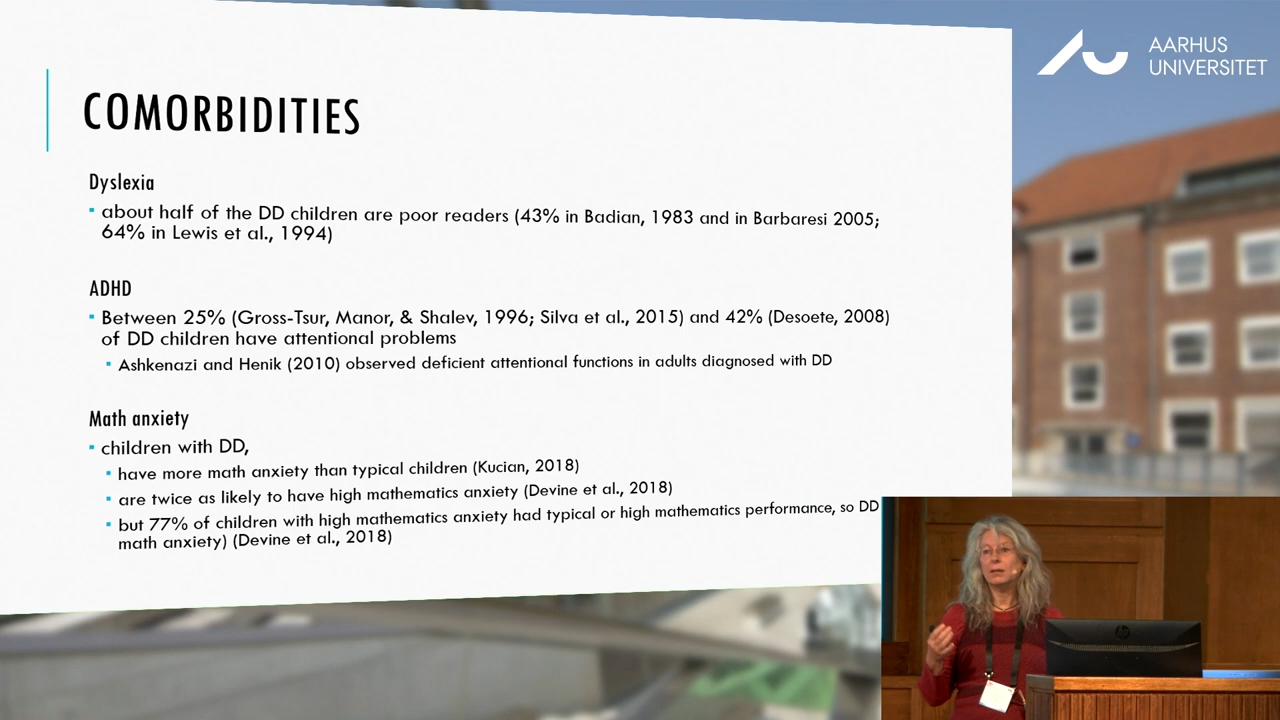 COMORBIDITIES
Dyslexia
▪ about half of the DD children are poor readers (43% in Badian, 1983 and in Barbaresi 2005;
64% in Lewis et al., 1994)
ADHD
▪ Between 25% (Gross-Tsur, Manor, & Shalev, 1996; Silva et al., 2015) and 42% (Desoete, 2008)
of DD children have attentional problems
▪ Ashkenazi and Henik (2010) observed deficient attentional functions in adults diagnosed with DD
Math anxiety
▪ children with DD,
▪ have more math anxiety than typical children (Kucian, 2018)
▪ are twice as likely to have high mathematics anxiety (Devine et al., 2018)
▪ but 77% of children with high mathematics anxiety had typical or high mathematics performance, so DD
math anxiety) (Devine et al., 2018)
AARHUS
UNIVERSITET
hp